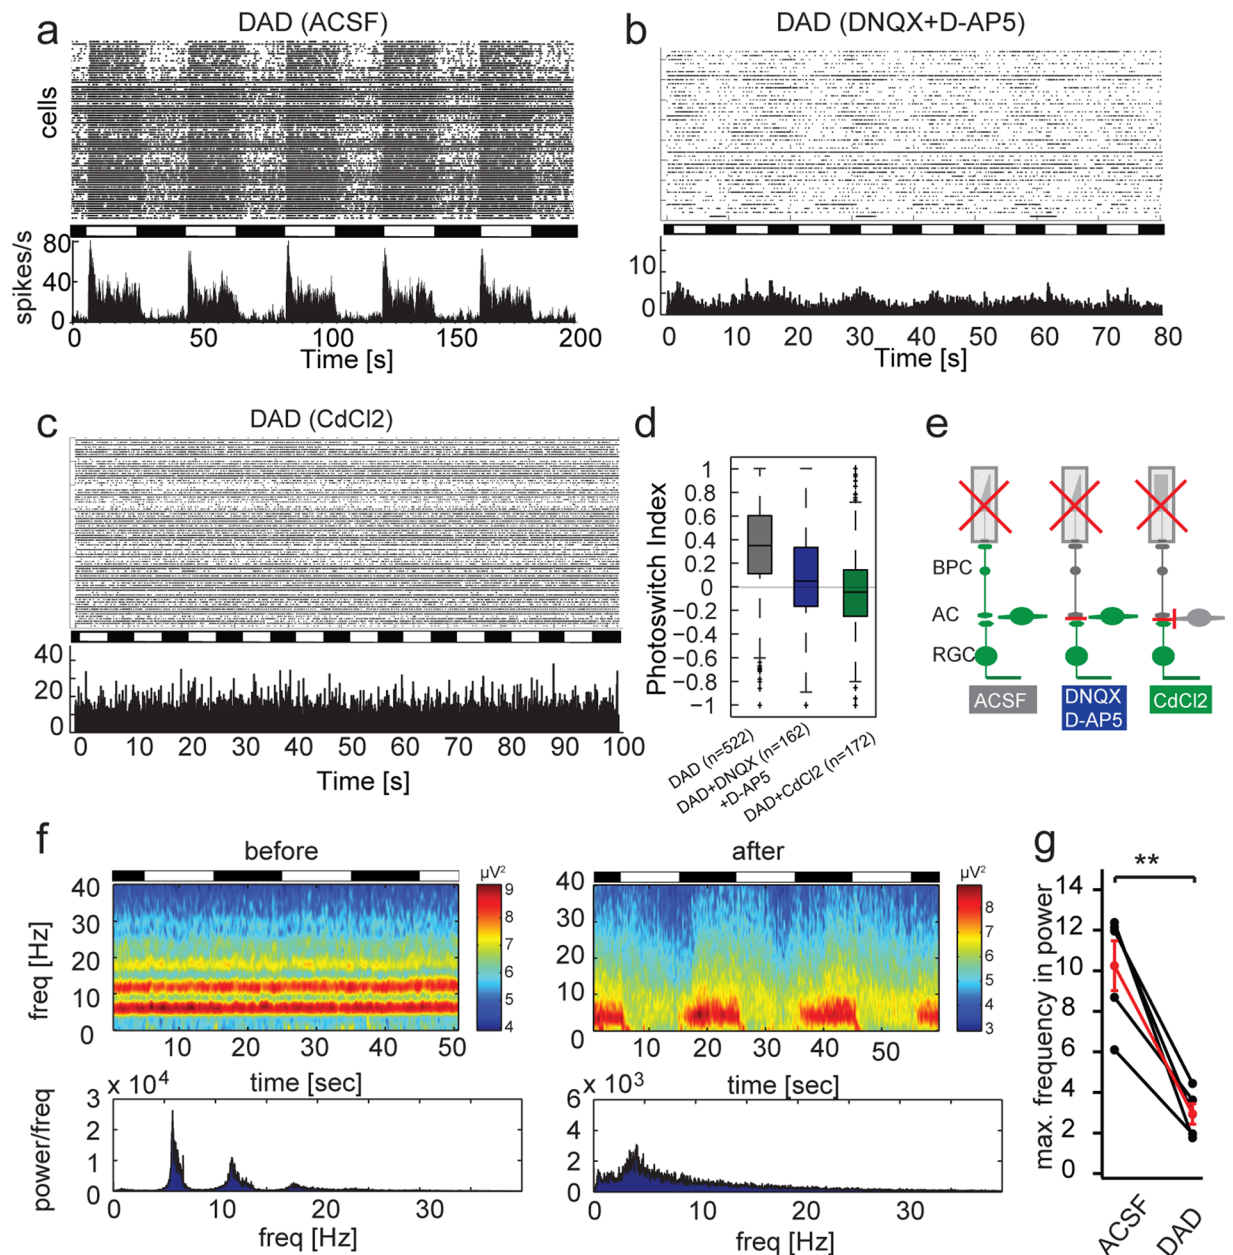 a
DAD (ACSF)
cells
spikes/s
80
40
0
0 50 100 150 200
Time [s]
b
DAD (DNQX+D-AP5)
10
0
0 10 20 30 40 50 60 70 80
Time [s]
c
DAD (CdCl2)
40
20
0
0 10 20 30 40 50 60 70 80 90 100
Time [s]
d
Photoswitch Index
1
0.8
0.6
0.4
0.2
0
−0.2
−0.4
−0.6
−0.8
−1
DAD (n=522)
DAD+DNQX (n=162)
+D-AP5
DAD+CdCl2 (n=172)
e
BPC
AC
RGC
ACSF
DNQX
D-AP5
CdCl2
f
before
freq [Hz]
40
30
20
10
0
10 20 30 40 50
time [sec]
µV²
9
8
7
6
5
4
after
40
30
20
10
0
0 10 20 30 40 50
time [sec]
µV²
8
7
6
5
4
3
power/freq
x 10⁴
3
2
1
0
0 10 20 30
freq [Hz]
x 10³
6
4
2
0
0 10 20 30
freq [Hz]
g
**
max. frequency in power
14
12
10
8
6
4
2
0
ACSF
DAD